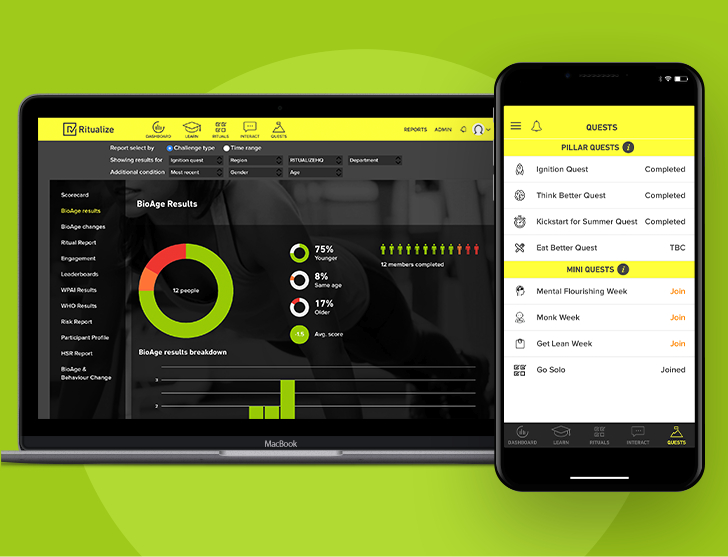 Ritualize
DASHBOARD LEARN RITUALS INTERACT QUESTS
REPORTS ADMIN
Report select by Challenge type Time range
Showing results for Ignition quest Region RITUALIZEHQ Department
Additional condition Most recent Gender Age
Scorecard
BioAge results
BioAge changes
Ritual Report
Engagement
Leaderboards
WPAI Results
WHO Results
Risk Report
Participant Profile
HSR Report
BioAge &
Behaviour Change
BioAge Results
12 people
75%
Younger
8%
Same age
17%
Older
-1.5 Avg. score
12 members completed
BioAge results breakdown
3
2
MacBook
QUESTS
PILLAR QUESTS i
Ignition Quest Completed
Think Better Quest Completed
Kickstart for Summer Quest Completed
Eat Better Quest TBC
MINI QUESTS i
Mental Flourishing Week Join
Monk Week Join
Get Lean Week Join
Go Solo Joined
DASHBOARD LEARN RITUALS INTERACT QUESTS